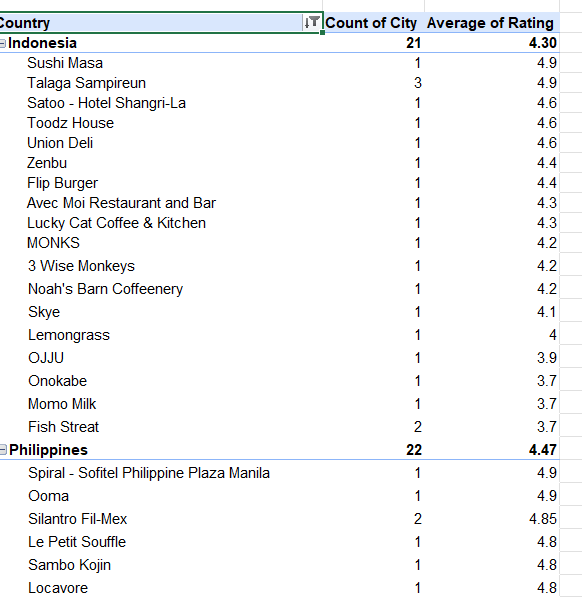 Country Count of City Average of Rating
Indonesia 21 4.30
Sushi Masa 1 4.9
Talaga Sampireun 3 4.9
Satoo - Hotel Shangri-La 1 4.6
Toodz House 1 4.6
Union Deli 1 4.6
Zenbu 1 4.4
Flip Burger 1 4.4
Avec Moi Restaurant and Bar 1 4.3
Lucky Cat Coffee & Kitchen 1 4.3
MONKS 1 4.2
3 Wise Monkeys 1 4.2
Noah's Barn Coffeenery 1 4.2
Skye 1 4.1
Lemongrass 1 4
OJJU 1 3.9
Onokabe 1 3.7
Momo Milk 1 3.7
Fish Streat 2 3.7
Philippines 22 4.47
Spiral - Sofitel Philippine Plaza Manila 1 4.9
Ooma 1 4.9
Silantro Fil-Mex 2 4.85
Le Petit Souffle 1 4.8
Sambo Kojin 1 4.8
Locavore 1 4.8